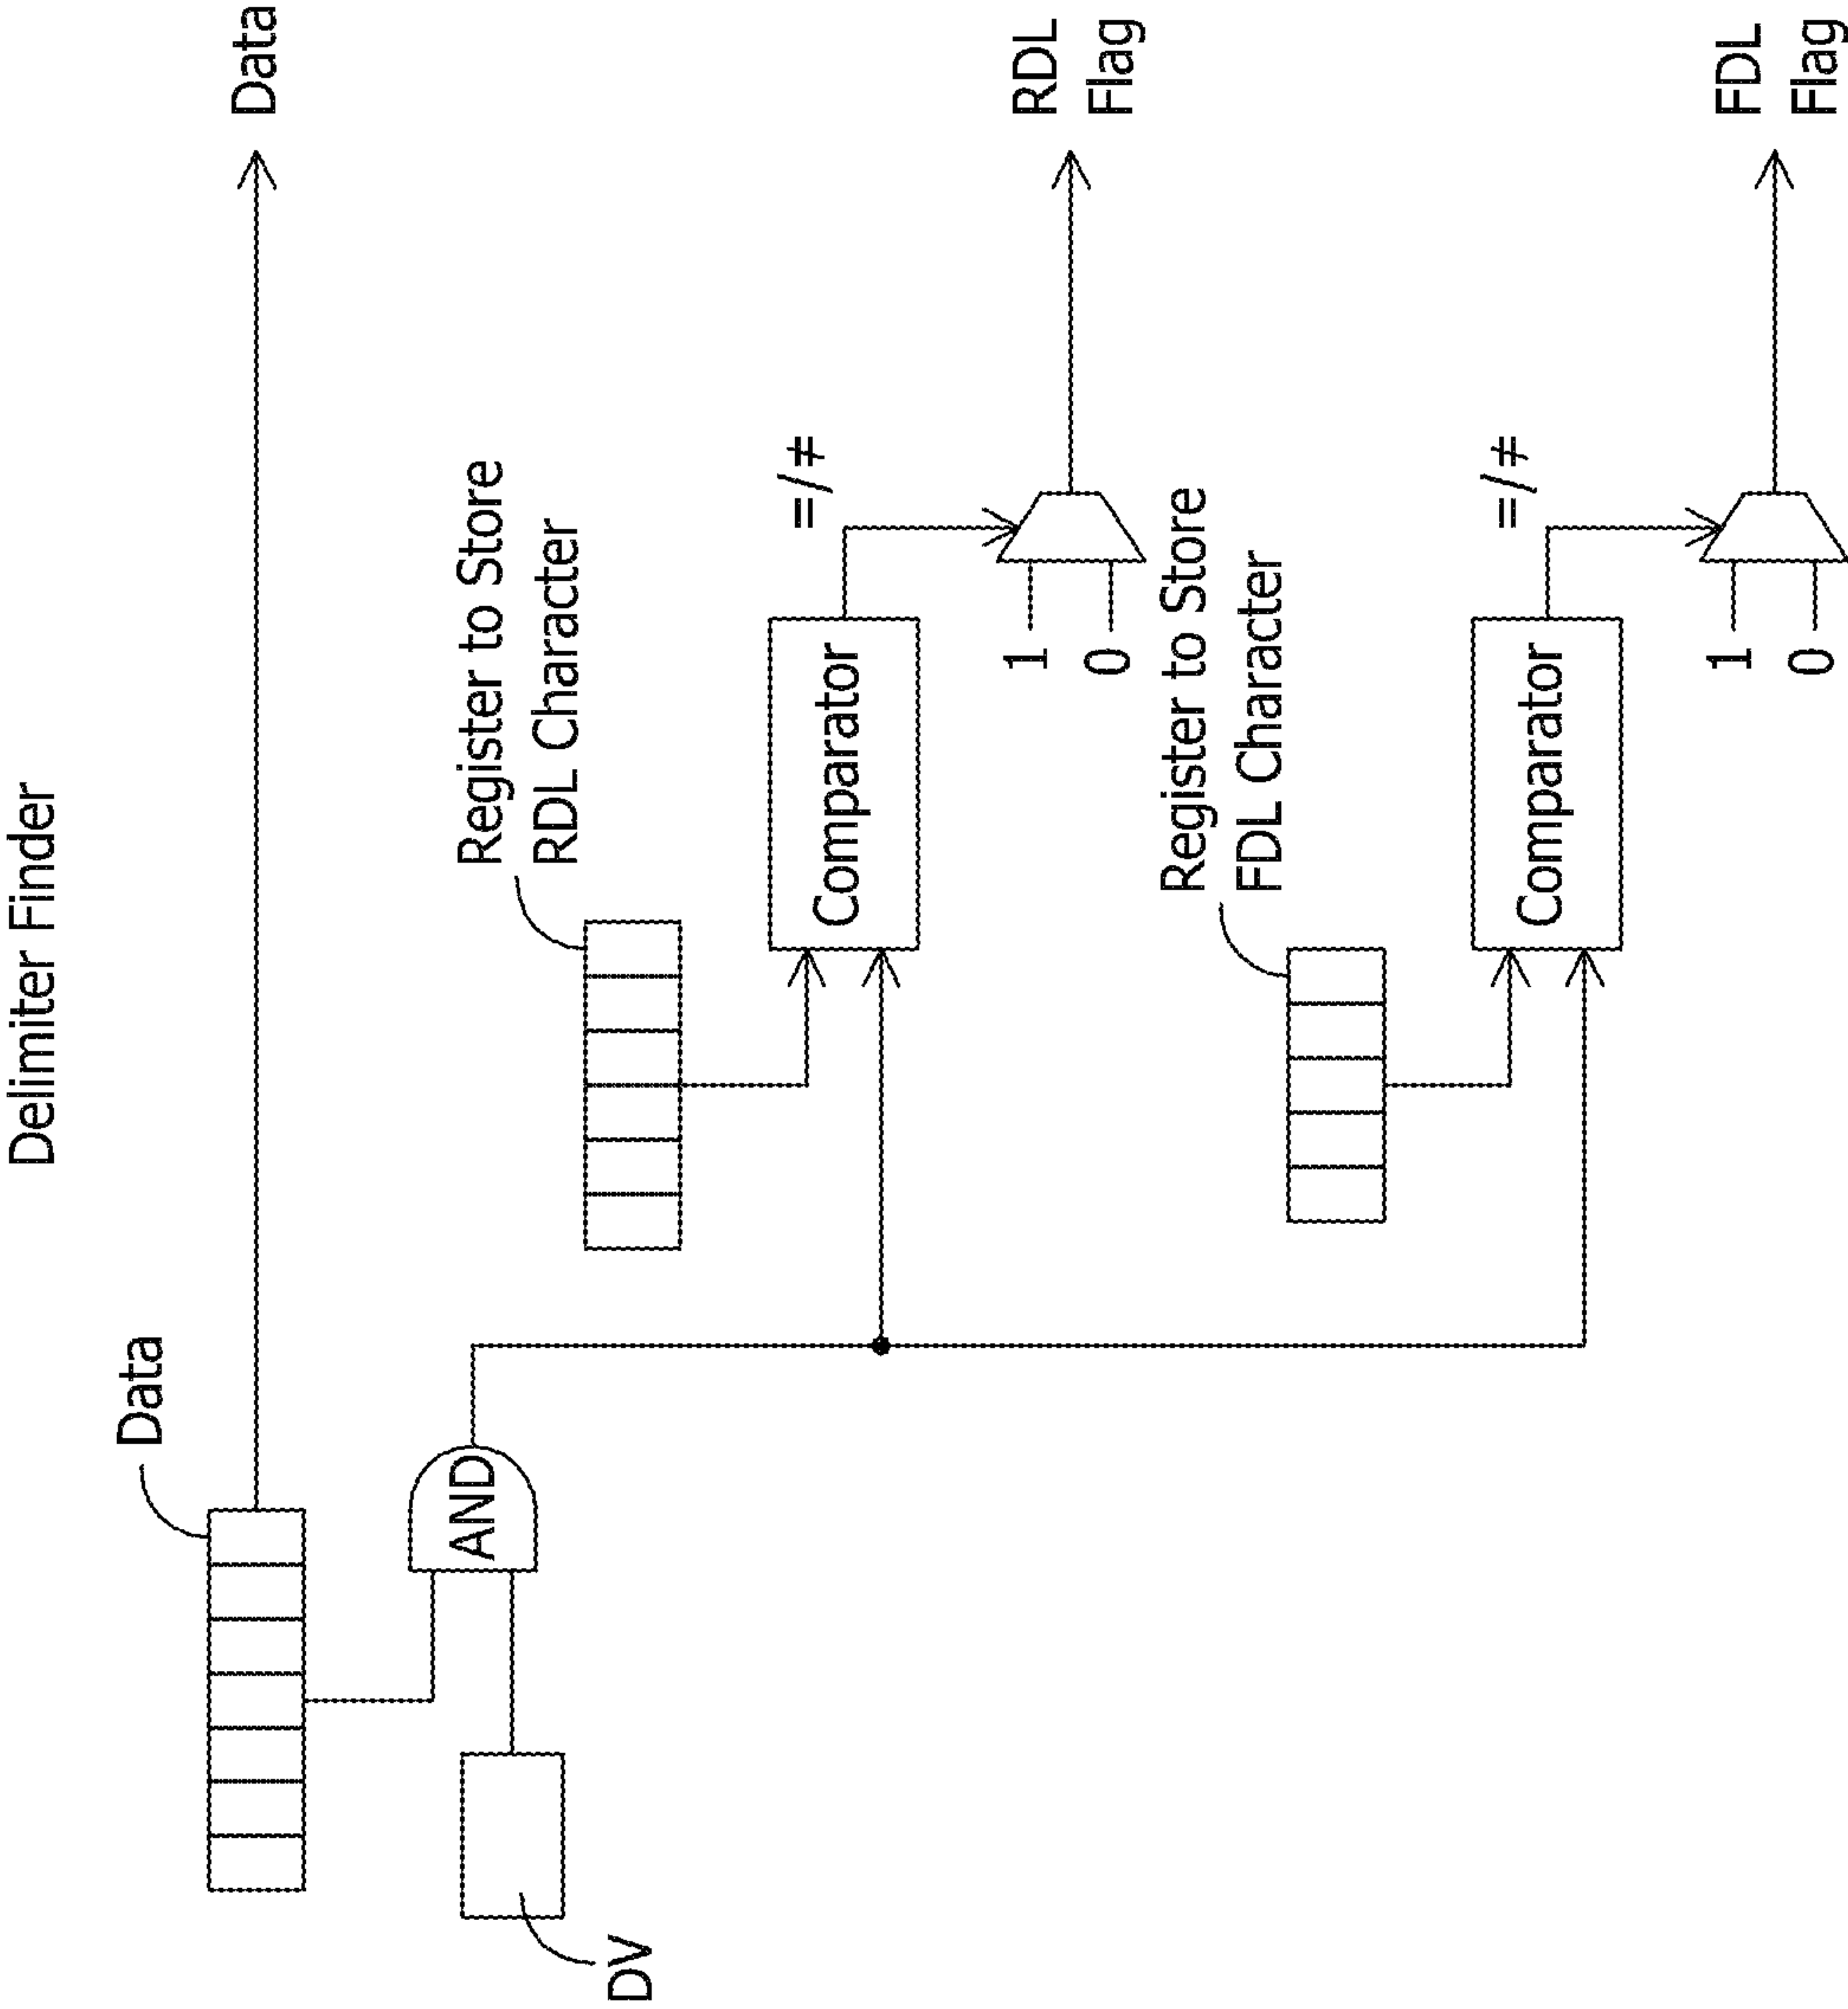 Delimiter Finder
Data
Data
DV
AND
Register to Store
RDL Character
Comparator
=/≠
1
0
RDL
Flag
Register to Store
FDL Character
Comparator
=/≠
1
0
FDL
Flag